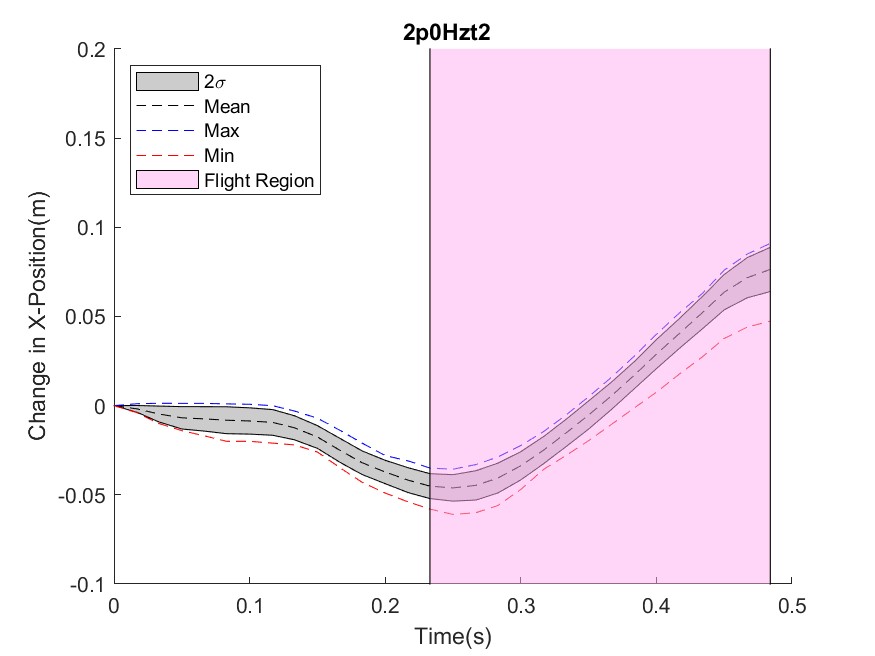 2p0Hzt2
0.2
0.15
0.1
0.05
0
-0.05
-0.1
Change in X-Position(m)
2σ
Mean
Max
Min
Flight Region
0 0.1 0.2 0.3 0.4 0.5
Time(s)